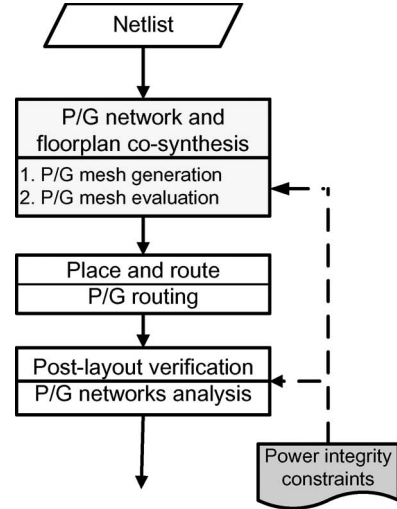 Netlist
P/G network and
floorplan co-synthesis
1. P/G mesh generation
2. P/G mesh evaluation
Place and route
P/G routing
Post-layout verification
P/G networks analysis
Power integrity
constraints